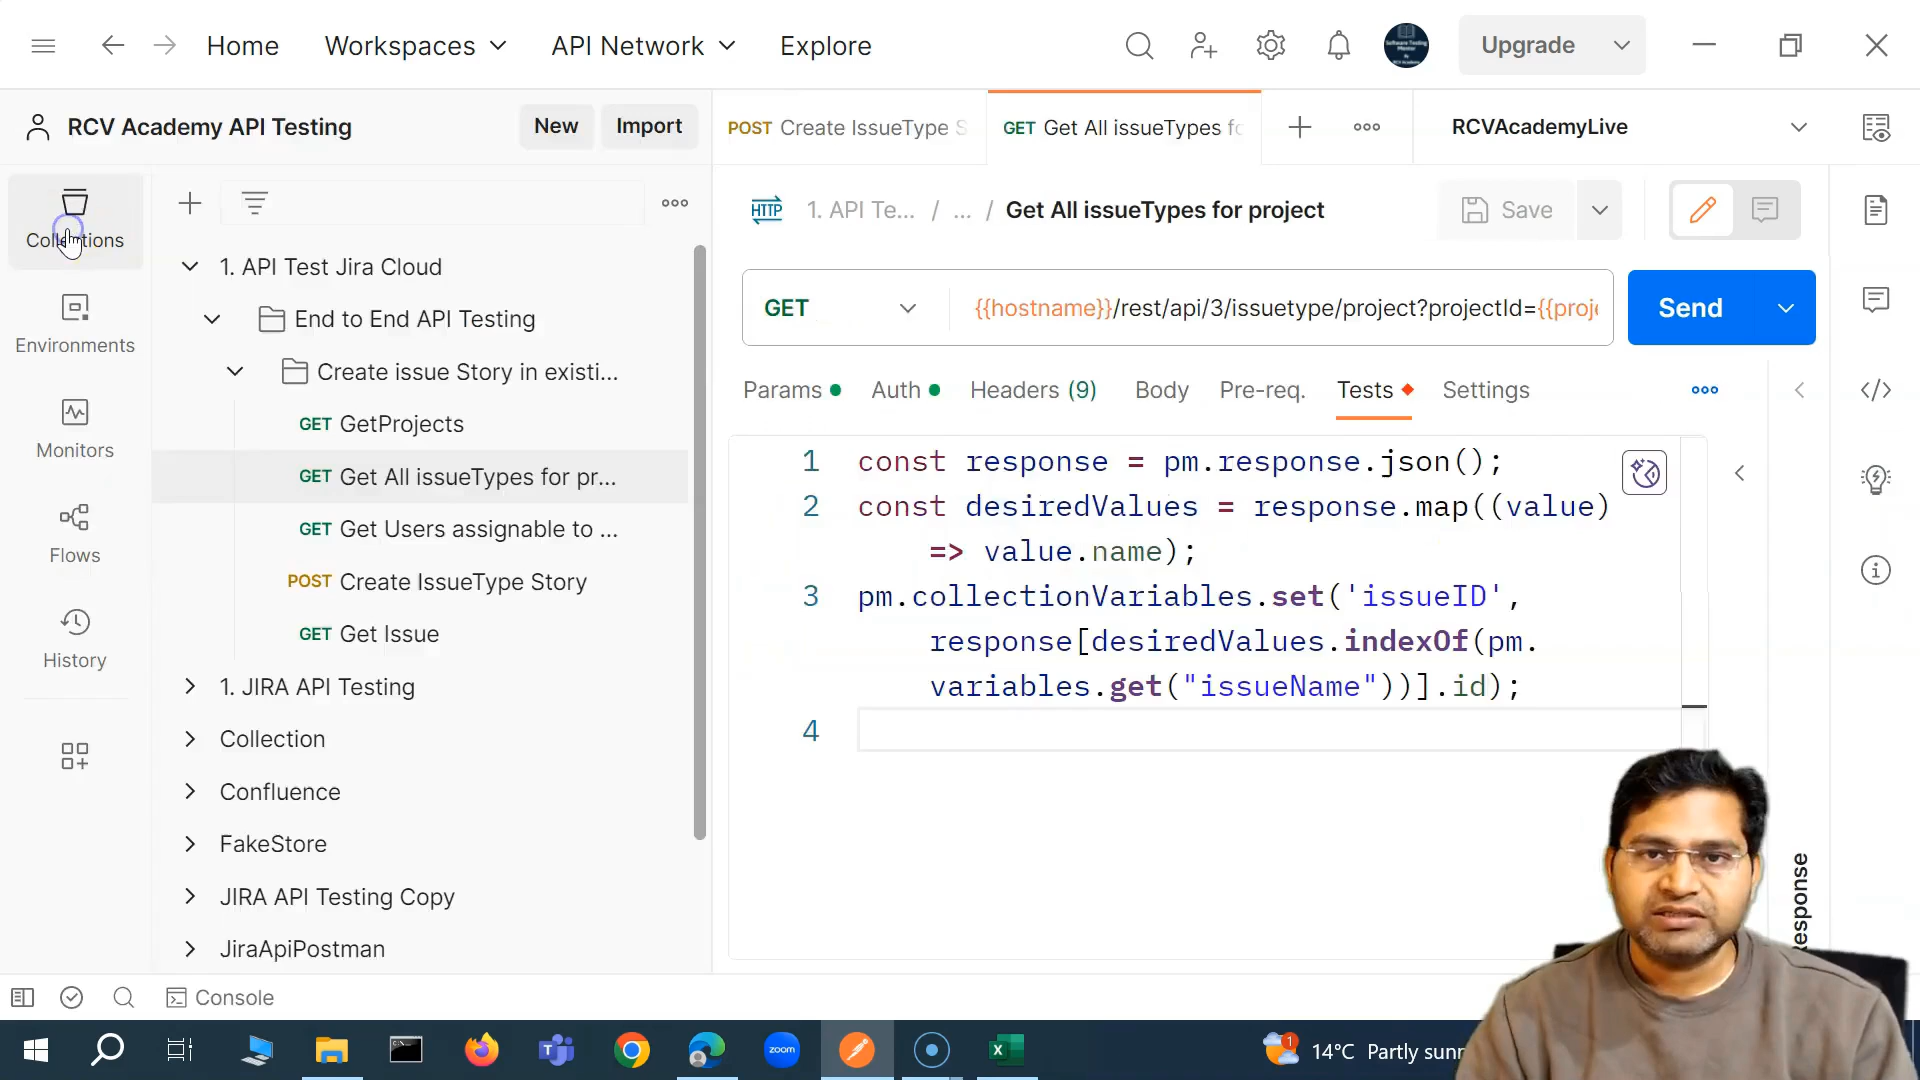 Home Workspaces API Network Explore Upgrade
RCV Academy API Testing New Import
POST Create IssueType S GET Get All issueTypes fo RCVAcademyLive
Collections
Environments
Monitors
Flows
History
1. API Test Jira Cloud
End to End API Testing
Create issue Story in existi...
GET GetProjects
GET Get All issueTypes for pr...
GET Get Users assignable to ...
POST Create IssueType Story
GET Get Issue
1. JIRA API Testing
Collection
Confluence
FakeStore
JIRA API Testing Copy
JiraApiPostman
HTTP 1. API Te... / ... / Get All issueTypes for project Save
GET {{hostname}}/rest/api/3/issuetype/project?projectId={{proje Send
Params Auth Headers (9) Body Pre-req. Tests Settings
1 const response = pm.response.json();
2 const desiredValues = response.map((value)
=> value.name);
3 pm.collectionVariables.set('issueID',
response[desiredValues.indexOf(pm.
variables.get("issueName"))].id);
4
Response
Console
zoom
1 14°C Partly sunn